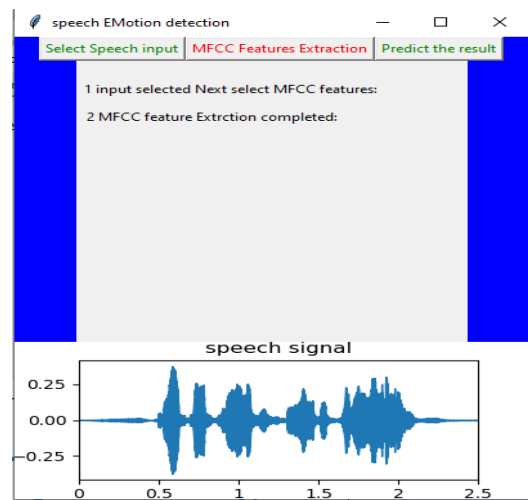 speech EMotion detection
Select Speech input MFCC Features Extraction Predict the result
1 input selected Next select MFCC features:
2 MFCC feature Extrction completed:
speech signal
0.25
0.00
−0.25
0 0.5 1 1.5 2 2.5